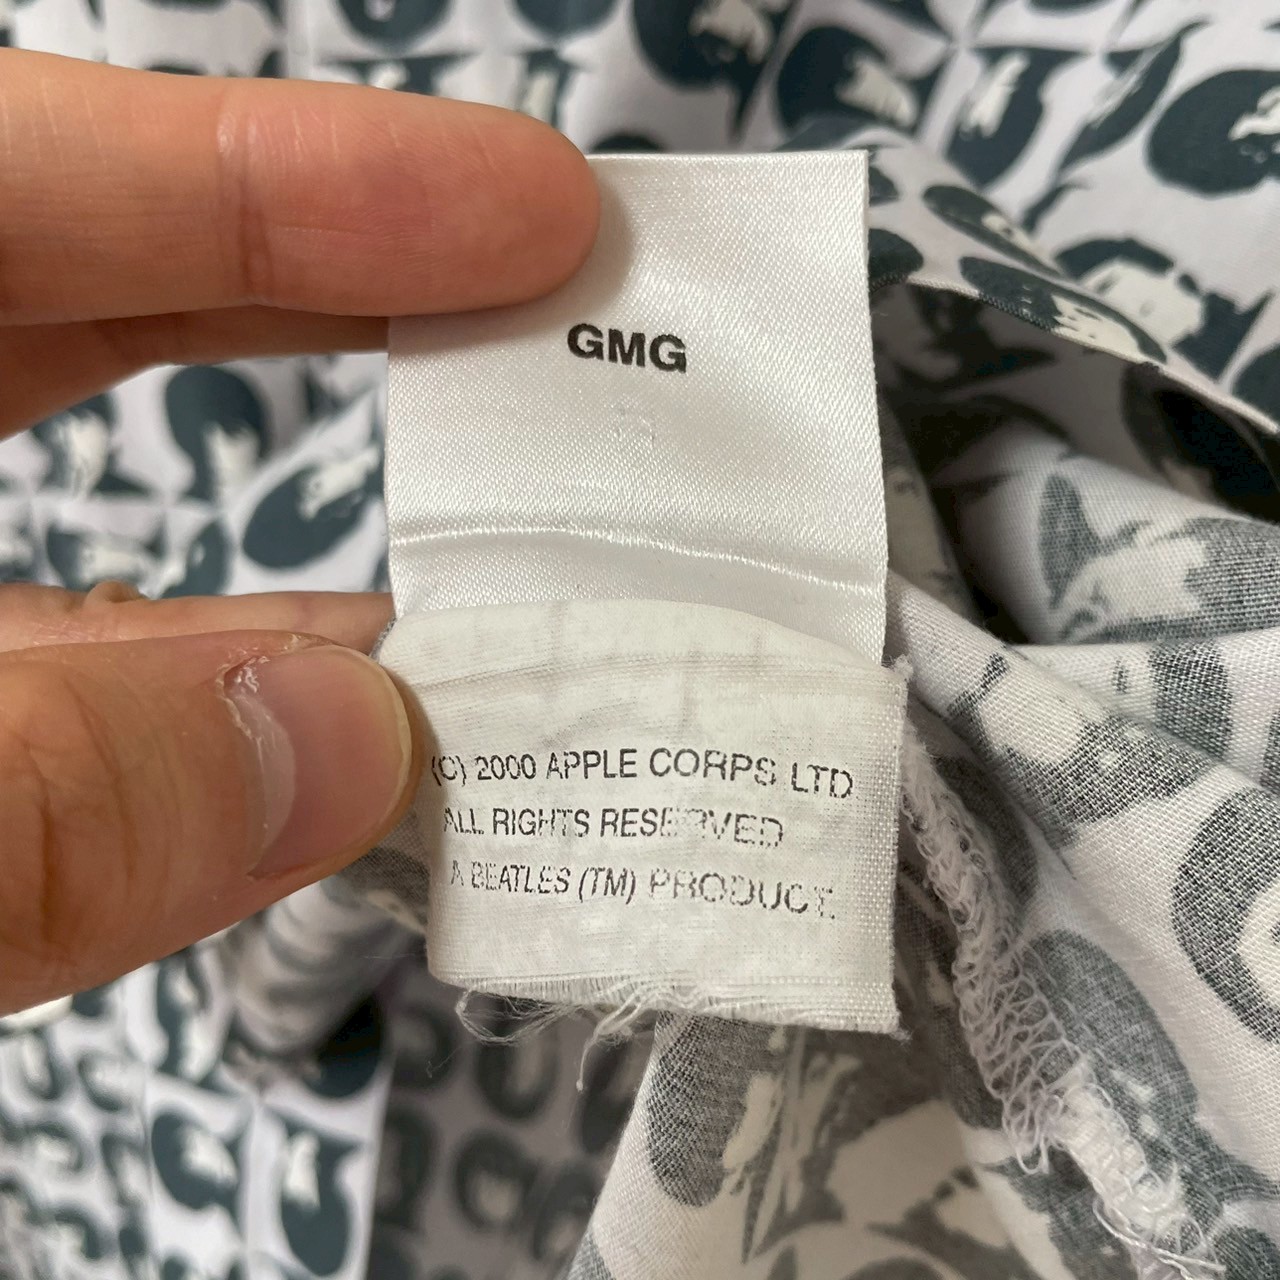 GMG
(C) 2000 APPLE CORPS LTD.
ALL RIGHTS RESERVED
A BEATLES (TM) PRODUCT.